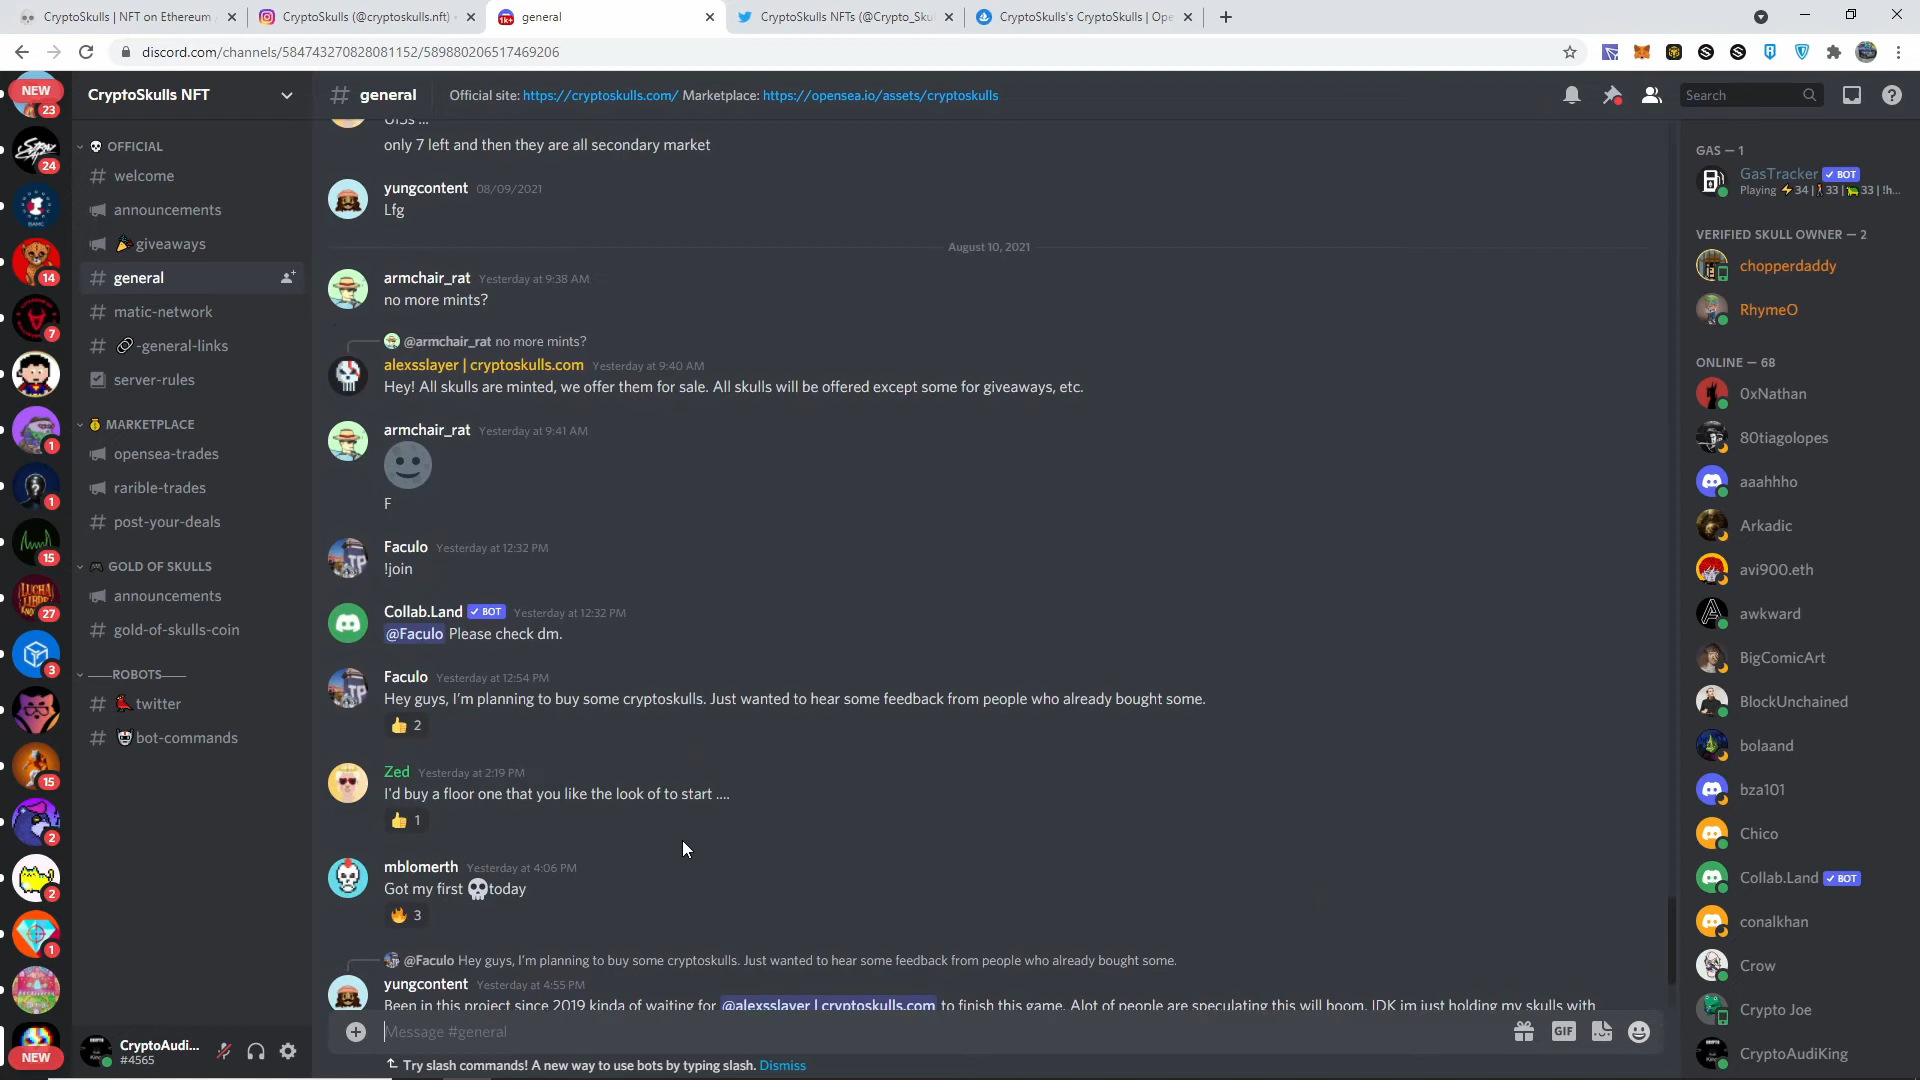 CryptoSkulls | NFT on Ethereum
CryptoSkulls (@cryptoskulls.nft)
general
CryptoSkulls NFTs (@Crypto_Sku
CryptoSkulls's CryptoSkulls | Ope
discord.com/channels/584743270828081152/589880206517469206
NEW
23
24
BAMC
14
7
1
1
15
27
3
15
2
2
1
NEW
CryptoSkulls NFT
OFFICIAL
welcome
announcements
giveaways
general
matic-network
-general-links
server-rules
MARKETPLACE
opensea-trades
rarible-trades
post-your-deals
GOLD OF SKULLS
announcements
gold-of-skulls-coin
ROBOTS
twitter
bot-commands
CryptoAudi...
#4565
general
Official site: https://cryptoskulls.com/ Marketplace: https://opensea.io/assets/cryptoskulls
Search
only 7 left and then they are all secondary market
yungcontent 08/09/2021
Lfg
August 10, 2021
armchair_rat Yesterday at 9:38 AM
no more mints?
@armchair_rat no more mints?
alexsslayer | cryptoskulls.com Yesterday at 9:40 AM
Hey! All skulls are minted, we offer them for sale. All skulls will be offered except some for giveaways, etc.
armchair_rat Yesterday at 9:41 AM
F
Faculo Yesterday at 12:32 PM
!join
Collab.Land ✓ BOT Yesterday at 12:32 PM
@Faculo Please check dm.
Faculo Yesterday at 12:54 PM
Hey guys, I'm planning to buy some cryptoskulls. Just wanted to hear some feedback from people who already bought some.
👍 2
Zed Yesterday at 2:19 PM
I'd buy a floor one that you like the look of to start ....
👍 1
mblomerth Yesterday at 4:06 PM
Got my first 💀today
🔥 3
@Faculo Hey guys, I'm planning to buy some cryptoskulls. Just wanted to hear some feedback from people who already bought some.
yungcontent Yesterday at 4:55 PM
Been in this project since 2019 kinda of waiting for @alexsslayer | cryptoskulls.com to finish this game. Alot of people are speculating this will boom. IDK im just holding my skulls with
Message #general
GIF
Try slash commands! A new way to use bots by typing slash. Dismiss
GAS — 1
GasTracker ✓ BOT
Playing ⚡34 | 🚶33 | 🐢33 | !h...
VERIFIED SKULL OWNER — 2
chopperdaddy
RhymeO
ONLINE — 68
0xNathan
80tiagolopes
aaahhho
Arkadic
avi900.eth
awkward
BigComicArt
BlockUnchained
bolaand
bza101
Chico
Collab.Land ✓ BOT
conalkhan
Crow
Crypto Joe
CryptoAudiKing